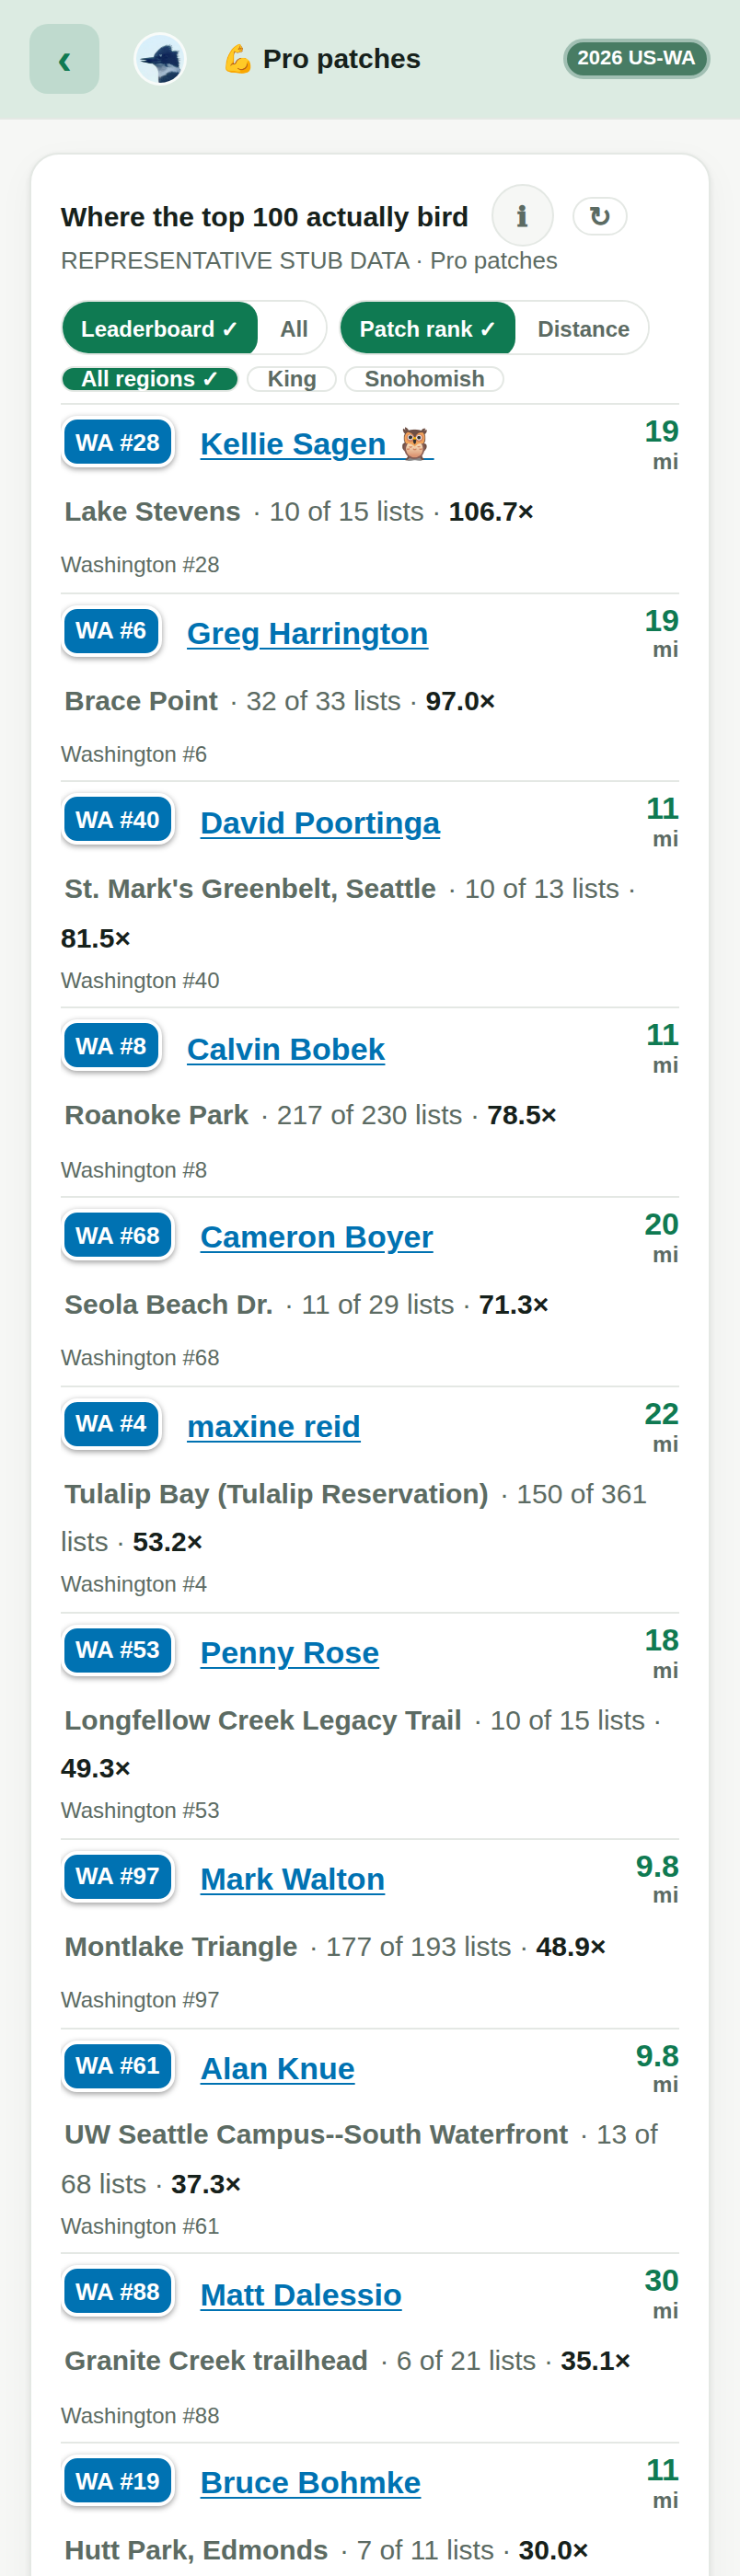 ‹ 💪 Pro patches 2026 US-WA
Where the top 100 actually bird ℹ ↻
REPRESENTATIVE STUB DATA · Pro patches
Leaderboard ✓ All Patch rank ✓ Distance
All regions ✓ King Snohomish
WA #28 Kellie Sagen 🦉 19 mi
Lake Stevens · 10 of 15 lists · 106.7×
Washington #28
WA #6 Greg Harrington 19 mi
Brace Point · 32 of 33 lists · 97.0×
Washington #6
WA #40 David Poortinga 11 mi
St. Mark's Greenbelt, Seattle · 10 of 13 lists ·
81.5×
Washington #40
WA #8 Calvin Bobek 11 mi
Roanoke Park · 217 of 230 lists · 78.5×
Washington #8
WA #68 Cameron Boyer 20 mi
Seola Beach Dr. · 11 of 29 lists · 71.3×
Washington #68
WA #4 maxine reid 22 mi
Tulalip Bay (Tulalip Reservation) · 150 of 361
lists · 53.2×
Washington #4
WA #53 Penny Rose 18 mi
Longfellow Creek Legacy Trail · 10 of 15 lists ·
49.3×
Washington #53
WA #97 Mark Walton 9.8 mi
Montlake Triangle · 177 of 193 lists · 48.9×
Washington #97
WA #61 Alan Knue 9.8 mi
UW Seattle Campus--South Waterfront · 13 of
68 lists · 37.3×
Washington #61
WA #88 Matt Dalessio 30 mi
Granite Creek trailhead · 6 of 21 lists · 35.1×
Washington #88
WA #19 Bruce Bohmke 11 mi
Hutt Park, Edmonds · 7 of 11 lists · 30.0×